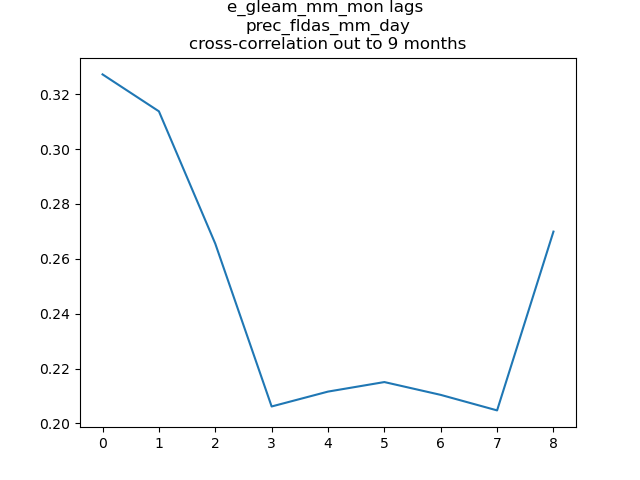 e_gleam_mm_mon lags
prec_fldas_mm_day
cross-correlation out to 9 months
0.32
0.30
0.28
0.26
0.24
0.22
0.20
0 1 2 3 4 5 6 7 8